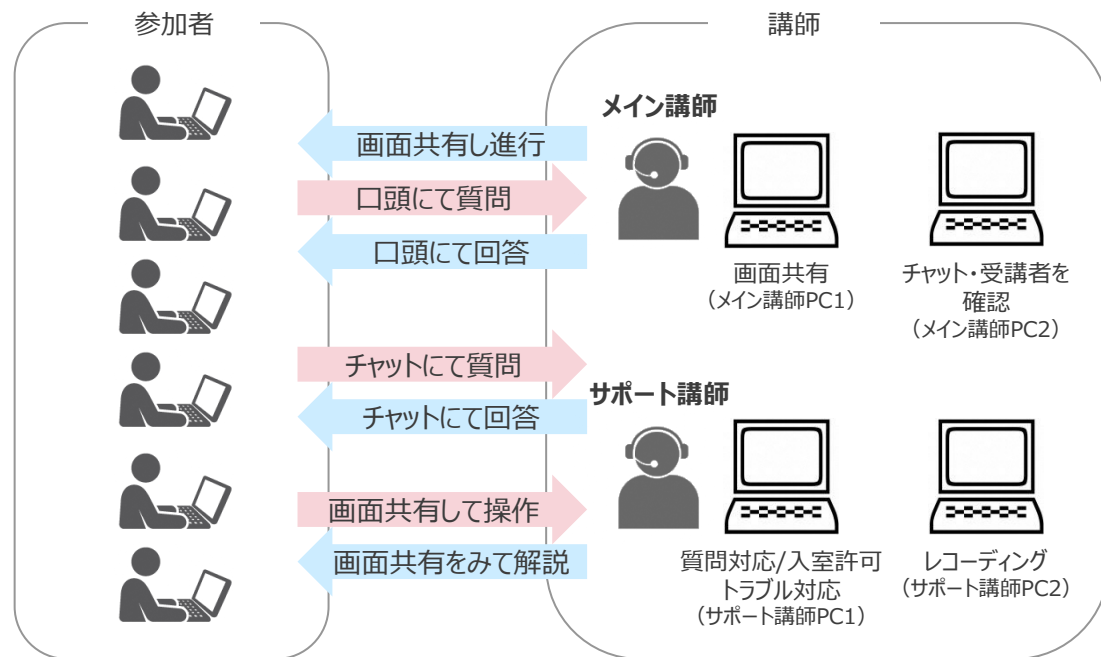 参加者
講師
メイン講師
画面共有し進行
口頭にて質問
口頭にて回答
画面共有
（メイン講師PC1）
チャット・受講者を
確認
（メイン講師PC2）
チャットにて質問
サポート講師
チャットにて回答
画面共有して操作
画面共有をみて解説
質問対応/入室許可
トラブル対応
（サポート講師PC1）
レコーディング
（サポート講師PC2）